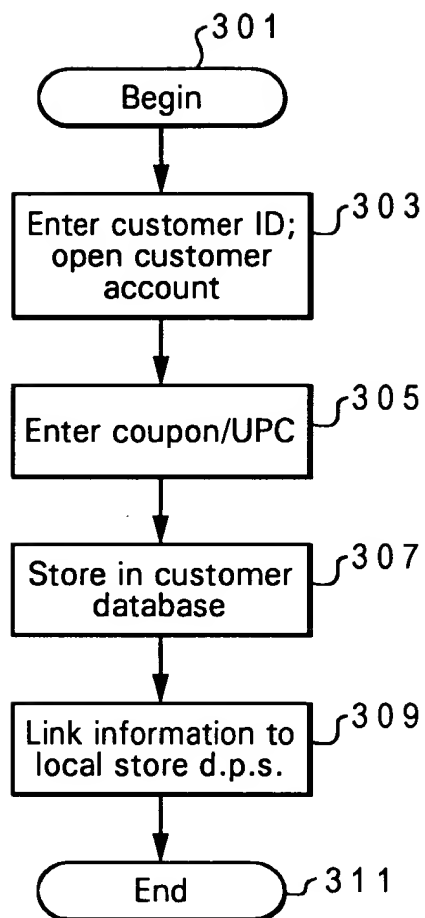 301
Begin
303
Enter customer ID;
open customer
account
305
Enter coupon/UPC
307
Store in customer
database
309
Link information to
local store d.p.s.
End
311